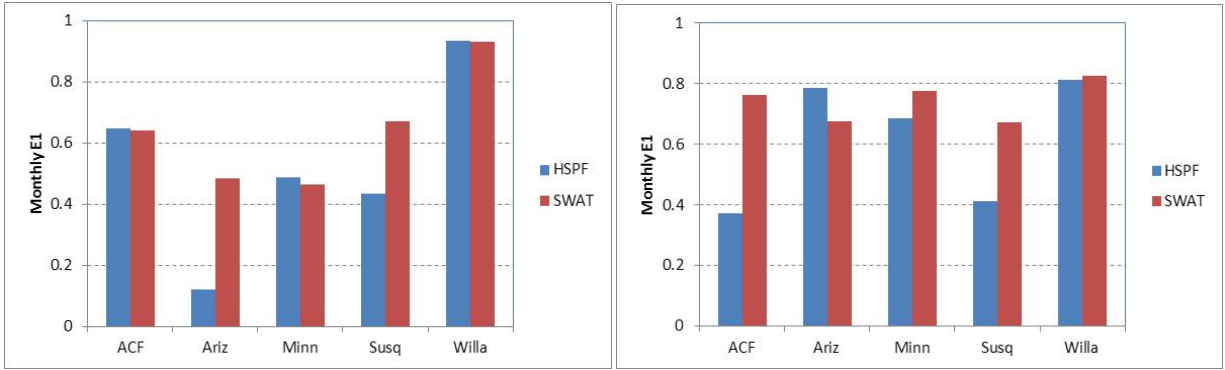 1
0.8
0.6
0.4
0.2
0
Monthly E1
ACF Ariz Minn Susq Willa
HSPF
SWAT
1
0.8
0.6
0.4
0.2
0
Monthly E1
ACF Ariz Minn Susq Willa
HSPF
SWAT